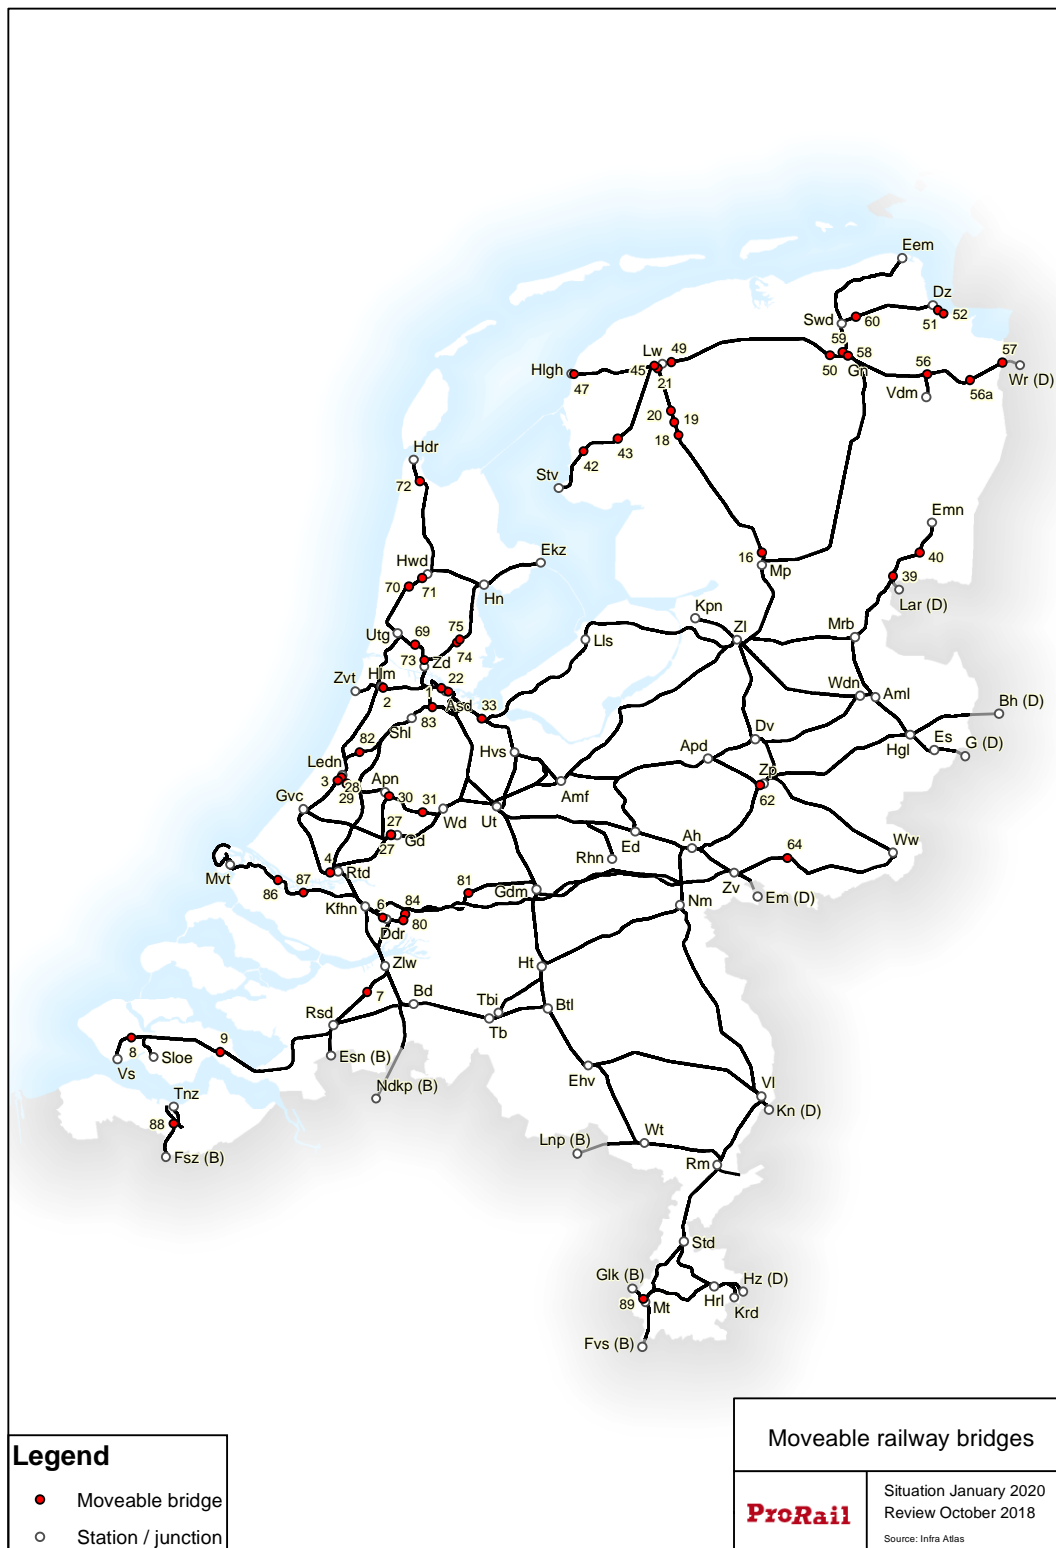 Eem
Dz
Swd
60
51
52
59
58
50
Gn
56
57
Wr (D)
Vdm
56a
Lw
49
45
Hlgh
47
21
20
19
18
43
42
Stv
Hdr
72
Emn
40
39
Lar (D)
16
Mp
Ekz
Hwd
71
70
Hn
Kpn
Zl
Mrb
Lls
Utg
69
75
74
73
Zd
Zvt
Hlm
2
22
1
Asd
33
83
Shl
Wdn
Aml
Bh (D)
Hgl
Es
G (D)
Dv
Apd
Zp
62
82
Ledn
3
28
29
Apn
30
31
Hvs
Amf
Gvc
27
27
Gd
Wd
Ut
Ed
Rhn
Ah
64
Ww
Zv
Em (D)
Mvt
86
87
4
Rtd
81
Gdm
Nm
Kfhn
6
84
Ddr
80
Zlw
7
Ht
Bd
Tbi
Tb
Btl
Rsd
Esn (B)
Ndkp (B)
8
9
Vs
Sloe
Tnz
88
Fsz (B)
Ehv
Vl
Kn (D)
Lnp (B)
Wt
Rm
Std
Glk (B)
89
Mt
Hrl
Hz (D)
Krd
Fvs (B)
Legend
Moveable bridge
Station / junction
Moveable railway bridges
ProRail
Situation January 2020
Review October 2018
Source: Infra Atlas